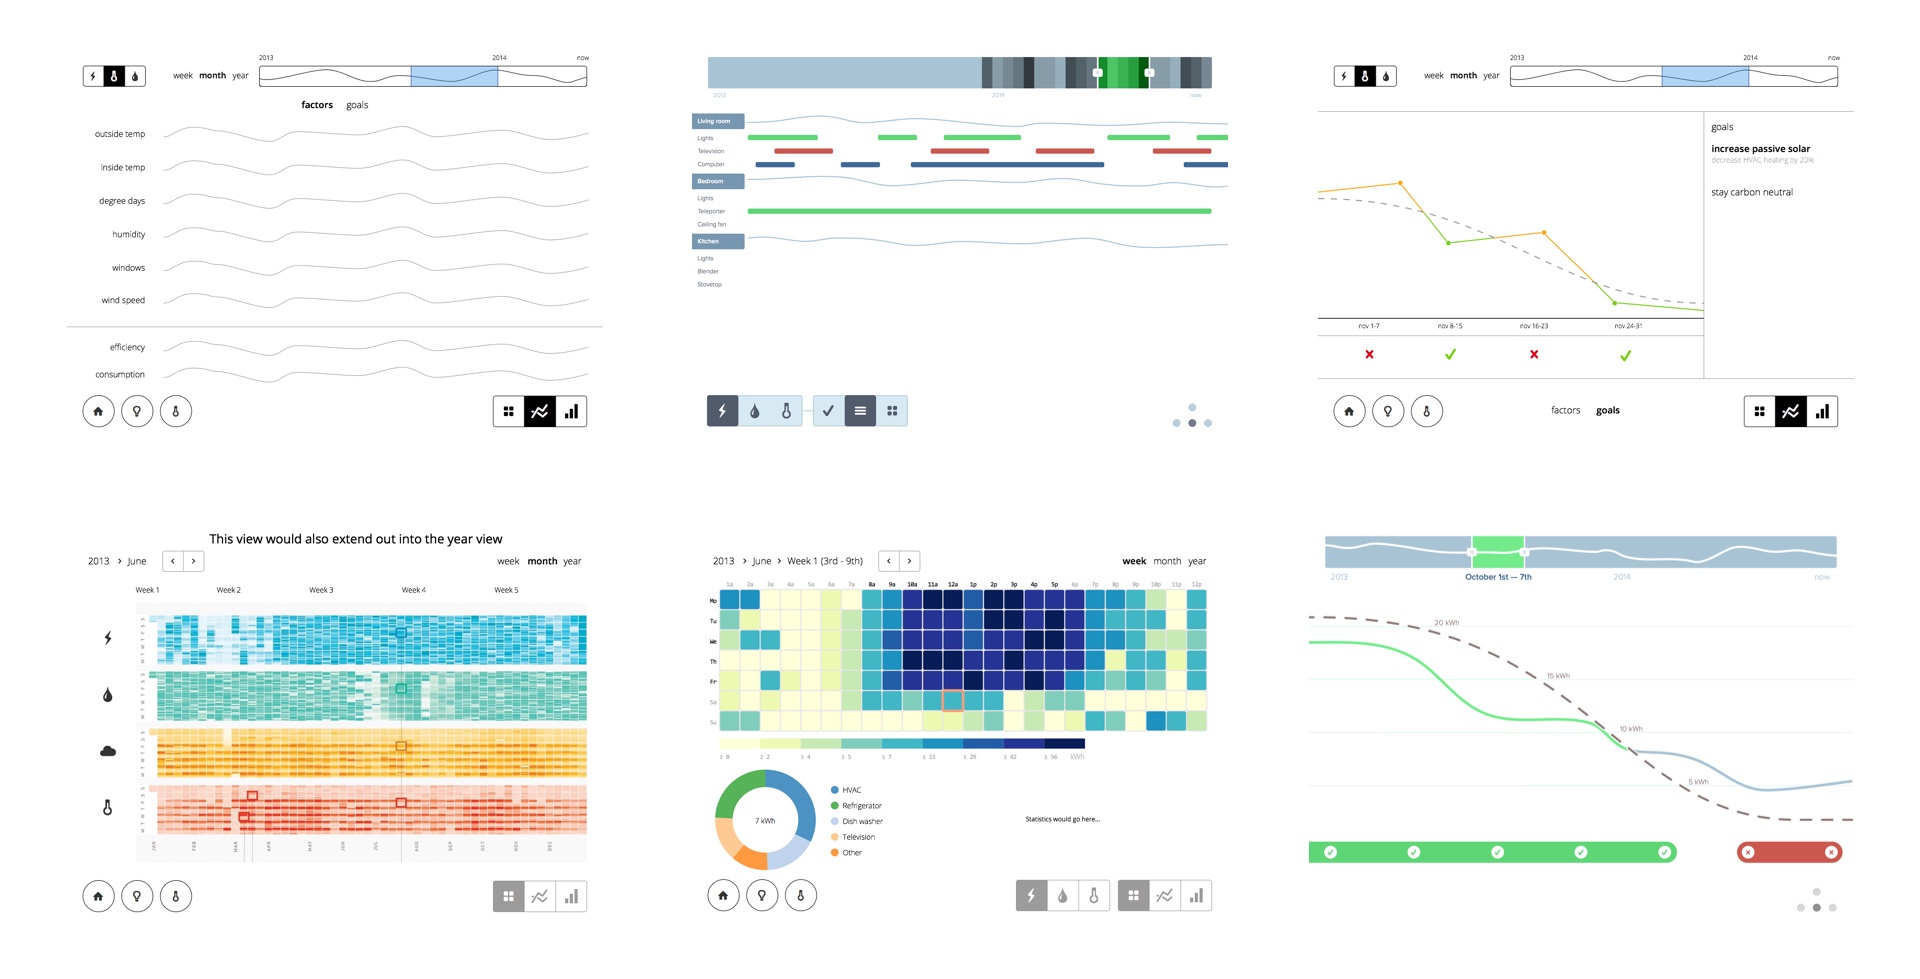 2013 2014 now
week month year
factors goals
outside temp
inside temp
degree days
humidity
windows
wind speed
efficiency
consumption
2013 2014 now
Living room
Lights
Television
Computer
Bedroom
Lights
Teleporter
Ceiling fan
Kitchen
Lights
Blender
Stovetop
2013 2014 now
week month year
goals
increase passive solar
decrease HVAC heating by 20%
stay carbon neutral
nov 1-7 nov 8-15 nov 16-23 nov 24-31
factors goals
This view would also extend out into the year view
2013 > June < > week month year
Week 1 Week 2 Week 3 Week 4 Week 5
M T W T F S S
M T W T F S S
M T W T F S S
M T W T F S S
JAN FEB MAR APR MAY JUN JUL AUG SEP OCT NOV DEC
2013 > June > Week 1 (3rd - 9th) < > week month year
1a 2a 3a 4a 5a 6a 7a 8a 9a 10a 11a 12a 1p 2p 3p 4p 5p 6p 7p 8p 9p 10p 11p 12p
Mo
Tu
We
Th
Fr
Sa
Su
≥ 0 ≥ 2 ≥ 4 ≥ 5 ≥ 7 ≥ 15 ≥ 29 ≥ 42 ≥ 56 kWh
7 kWh
HVAC
Refrigerator
Dish washer
Television
Other
Statistics would go here...
2013 October 1st — 7th 2014 now
20 kWh
15 kWh
10 kWh
5 kWh